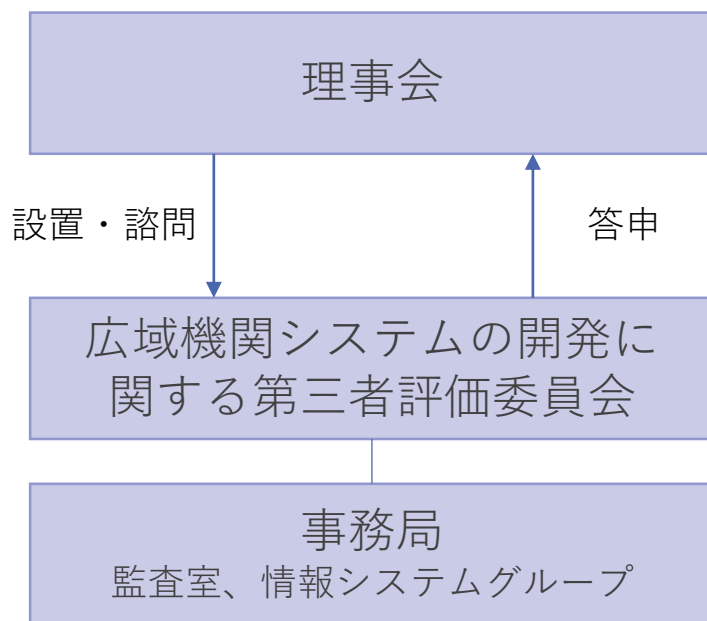 理事会
設置・諮問
答申
広域機関システムの開発に
関する第三者評価委員会
事務局
監査室、情報システムグループ